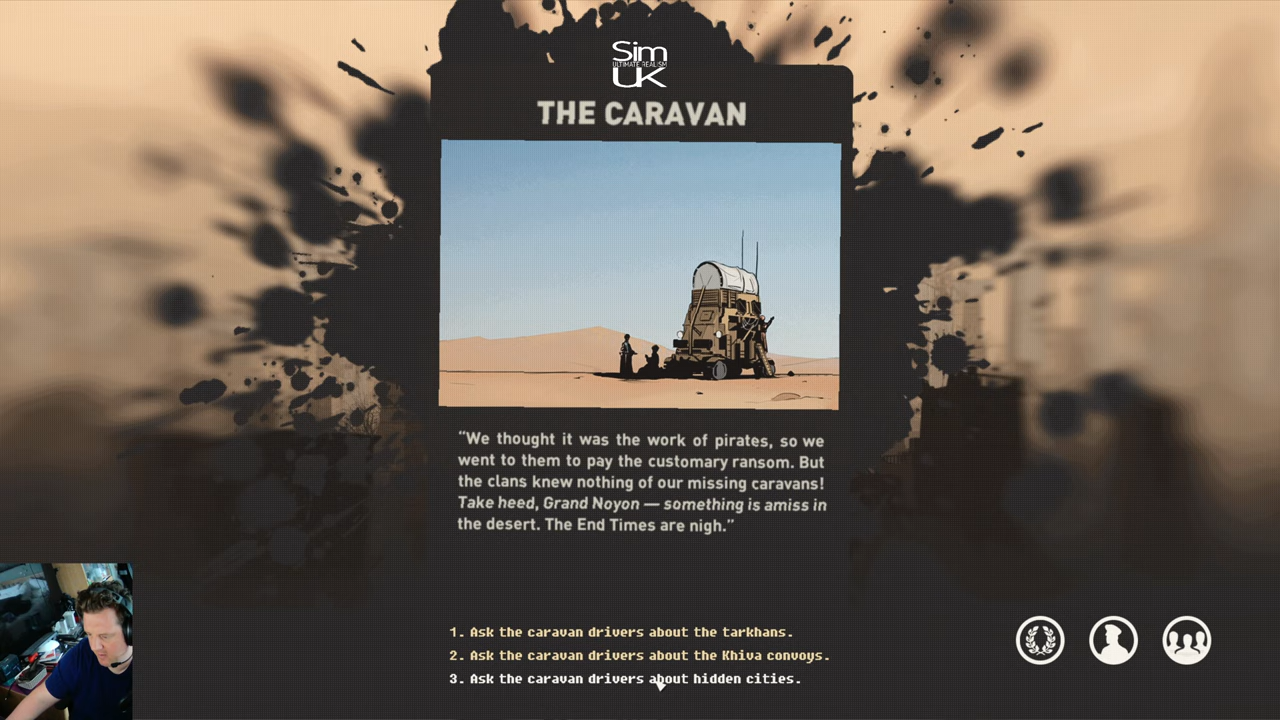 Sim
ULTIMATE REALISM
UK
THE CARAVAN
“We thought it was the work of pirates, so we
went to them to pay the customary ransom. But
the clans knew nothing of our missing caravans!
Take heed, Grand Noyon — something is amiss in
the desert. The End Times are nigh.”
1. Ask the caravan drivers about the tarkhans.
2. Ask the caravan drivers about the Khiva convoys.
3. Ask the caravan drivers about hidden cities.